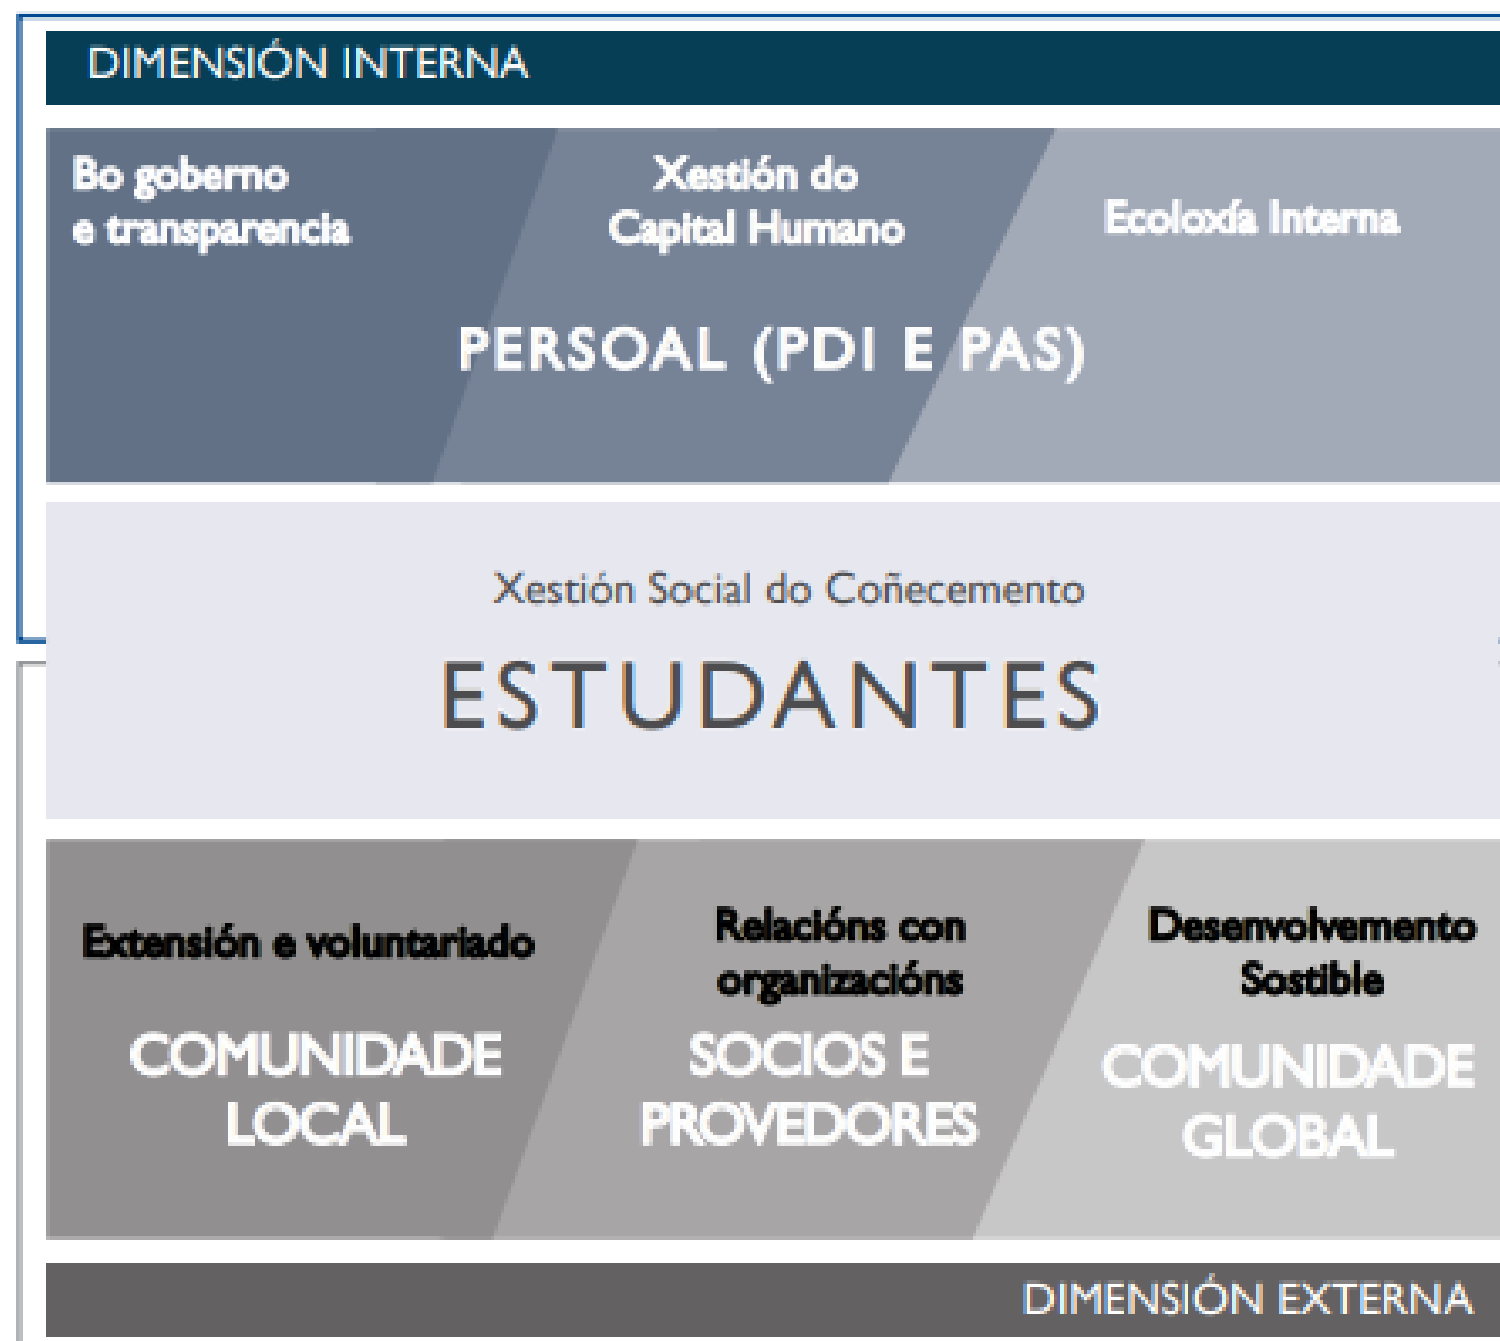 DIMENSIÓN INTERNA
Bo goberno
e transparencia
Xestión do
Capital Humano
Ecoloxía Interna
PERSOAL (PDI E PAS)
Xestión Social do Coñecemento
ESTUDANTES
Extensión e voluntariado
COMUNIDADE
LOCAL
Relacións con
organizacións
SOCIOS E
PROVEDORES
Desenvolvemento
Sostible
COMUNIDADE
GLOBAL
DIMENSIÓN EXTERNA